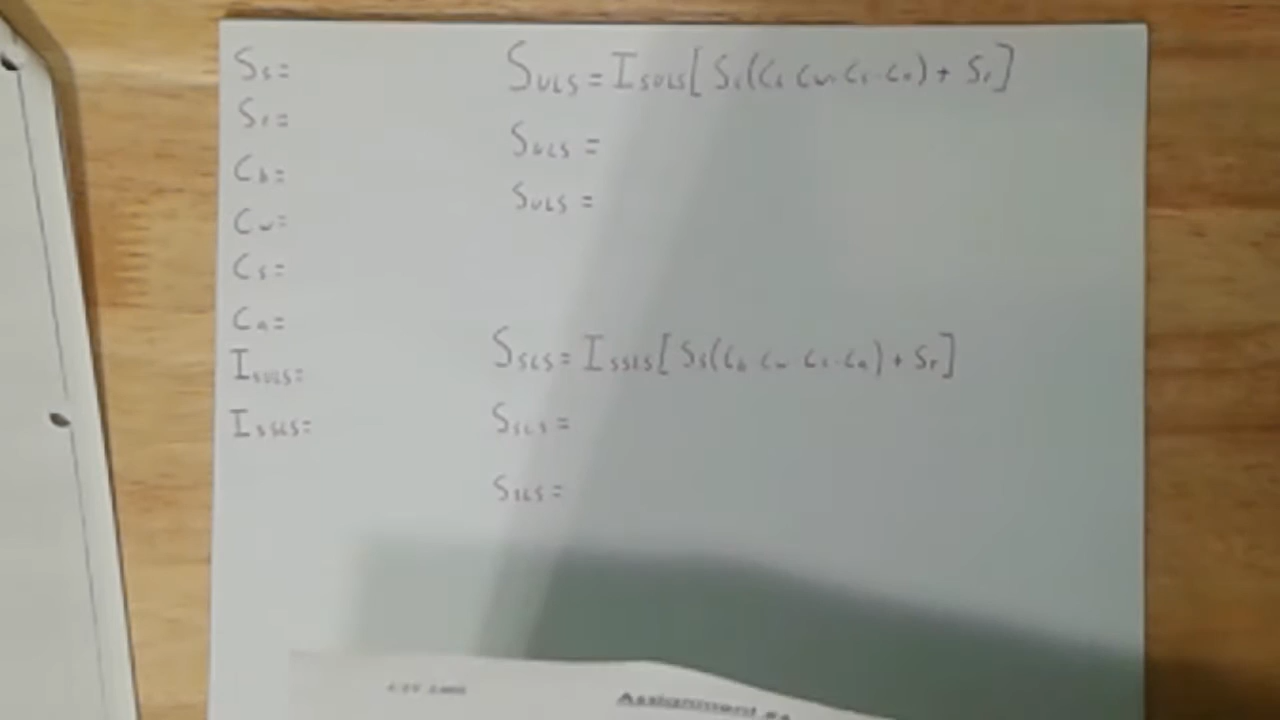 Ss=
Sr=
Cb=
Cw=
Cs=
Ca=
IsULS=
IsSLS=
SULS = IsULS[ Ss(Cb Cw Cs Ca) + Sr]
SULS =
SULS =
SSLS = IsSLS[ Ss(Cb Cw Cs Ca) + Sr]
SSLS =
SSLS =
Assignment